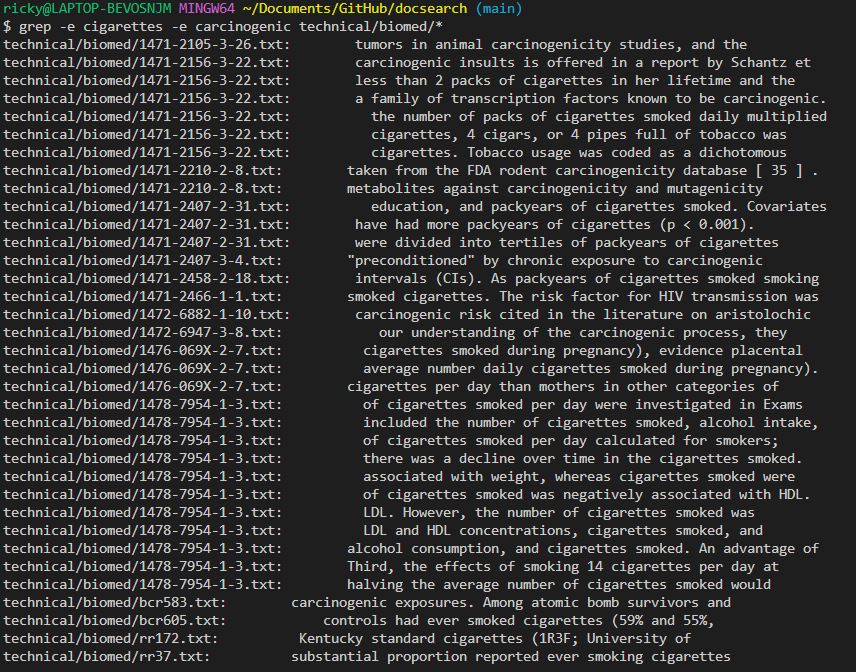 ricky@LAPTOP-BEVOSNJM MINGW64 ~/Documents/GitHub/docsearch (main)
$ grep -e cigarettes -e carcinogenic technical/biomed/*
technical/biomed/1471-2105-3-26.txt: tumors in animal carcinogenicity studies, and the
technical/biomed/1471-2156-3-22.txt: carcinogenic insults is offered in a report by Schantz et
technical/biomed/1471-2156-3-22.txt: less than 2 packs of cigarettes in her lifetime and the
technical/biomed/1471-2156-3-22.txt: a family of transcription factors known to be carcinogenic.
technical/biomed/1471-2156-3-22.txt: the number of packs of cigarettes smoked daily multiplied
technical/biomed/1471-2156-3-22.txt: cigarettes, 4 cigars, or 4 pipes full of tobacco was
technical/biomed/1471-2156-3-22.txt: cigarettes. Tobacco usage was coded as a dichotomous
technical/biomed/1471-2210-2-8.txt: taken from the FDA rodent carcinogenicity database [ 35 ] .
technical/biomed/1471-2210-2-8.txt: metabolites against carcinogenicity and mutagenicity
technical/biomed/1471-2407-2-31.txt: education, and packyears of cigarettes smoked. Covariates
technical/biomed/1471-2407-2-31.txt: have had more packyears of cigarettes (p < 0.001).
technical/biomed/1471-2407-2-31.txt: were divided into tertiles of packyears of cigarettes
technical/biomed/1471-2407-3-4.txt: "preconditioned" by chronic exposure to carcinogenic
technical/biomed/1471-2458-2-18.txt: intervals (CIs). As packyears of cigarettes smoked smoking
technical/biomed/1471-2466-1-1.txt: smoked cigarettes. The risk factor for HIV transmission was
technical/biomed/1472-6882-1-10.txt: carcinogenic risk cited in the literature on aristolochic
technical/biomed/1472-6947-3-8.txt: our understanding of the carcinogenic process, they
technical/biomed/1476-069X-2-7.txt: cigarettes smoked during pregnancy), evidence placental
technical/biomed/1476-069X-2-7.txt: average number daily cigarettes smoked during pregnancy).
technical/biomed/1476-069X-2-7.txt: cigarettes per day than mothers in other categories of
technical/biomed/1478-7954-1-3.txt: of cigarettes smoked per day were investigated in Exams
technical/biomed/1478-7954-1-3.txt: included the number of cigarettes smoked, alcohol intake,
technical/biomed/1478-7954-1-3.txt: of cigarettes smoked per day calculated for smokers;
technical/biomed/1478-7954-1-3.txt: there was a decline over time in the cigarettes smoked.
technical/biomed/1478-7954-1-3.txt: associated with weight, whereas cigarettes smoked were
technical/biomed/1478-7954-1-3.txt: of cigarettes smoked was negatively associated with HDL.
technical/biomed/1478-7954-1-3.txt: LDL. However, the number of cigarettes smoked was
technical/biomed/1478-7954-1-3.txt: LDL and HDL concentrations, cigarettes smoked, and
technical/biomed/1478-7954-1-3.txt: alcohol consumption, and cigarettes smoked. An advantage of
technical/biomed/1478-7954-1-3.txt: Third, the effects of smoking 14 cigarettes per day at
technical/biomed/1478-7954-1-3.txt: halving the average number of cigarettes smoked would
technical/biomed/bcr583.txt: carcinogenic exposures. Among atomic bomb survivors and
technical/biomed/bcr605.txt: controls had ever smoked cigarettes (59% and 55%,
technical/biomed/rr172.txt: Kentucky standard cigarettes (1R3F; University of
technical/biomed/rr37.txt: substantial proportion reported ever smoking cigarettes